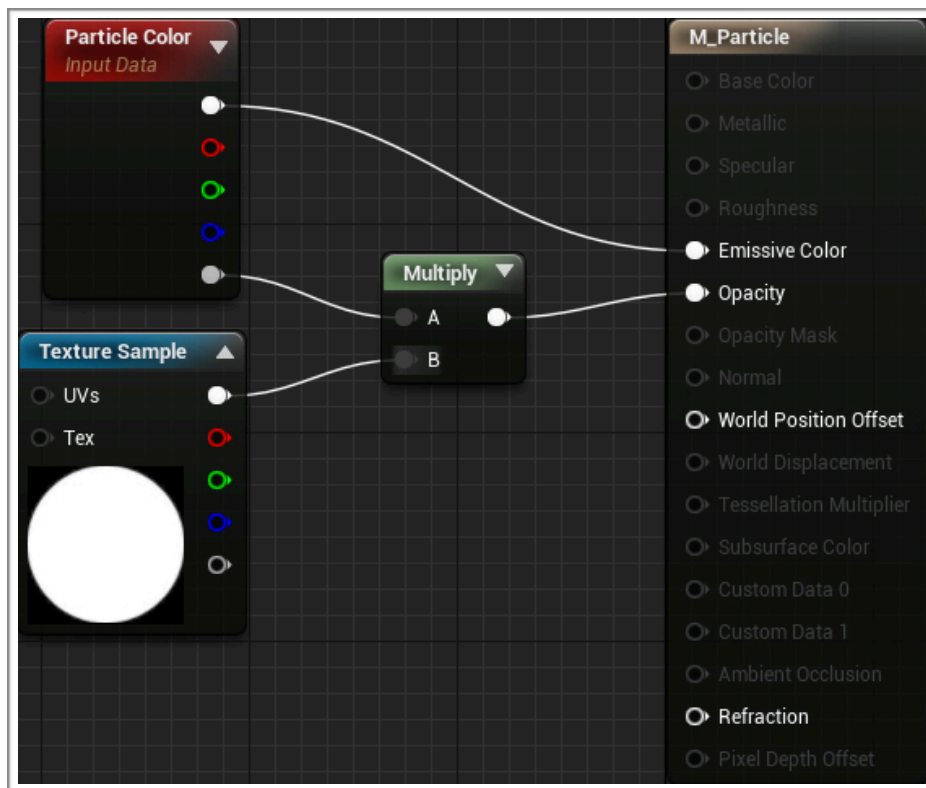 Particle Color
Input Data
Multiply
A
B
Texture Sample
UVs
Tex
M_Particle
Base Color
Metallic
Specular
Roughness
Emissive Color
Opacity
Opacity Mask
Normal
World Position Offset
World Displacement
Tessellation Multiplier
Subsurface Color
Custom Data 0
Custom Data 1
Ambient Occlusion
Refraction
Pixel Depth Offset